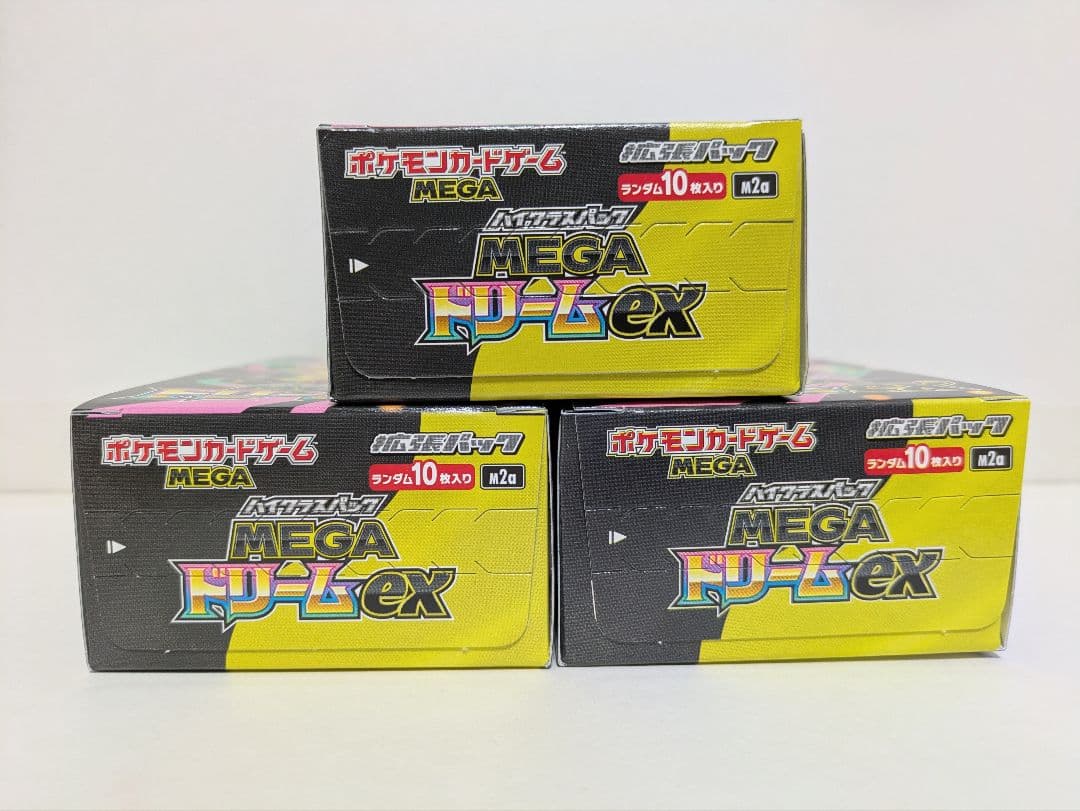 ポケモンカードゲーム
MEGA
拡張パック
ランダム10枚入り M2a
ハイクラスパック
MEGA
ドリームex
ポケモンカードゲーム
MEGA
拡張パック
ランダム10枚入り M2a
ハイクラスパック
MEGA
ドリームex
ポケモンカードゲーム
MEGA
拡張パック
ランダム10枚入り M2a
ハイクラスパック
MEGA
ドリームex